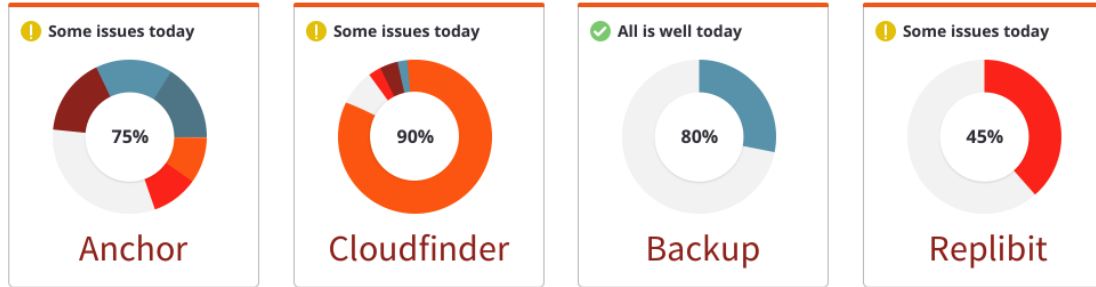 Some issues today
75%
Anchor
Some issues today
90%
Cloudfinder
All is well today
80%
Backup
Some issues today
45%
Replibit